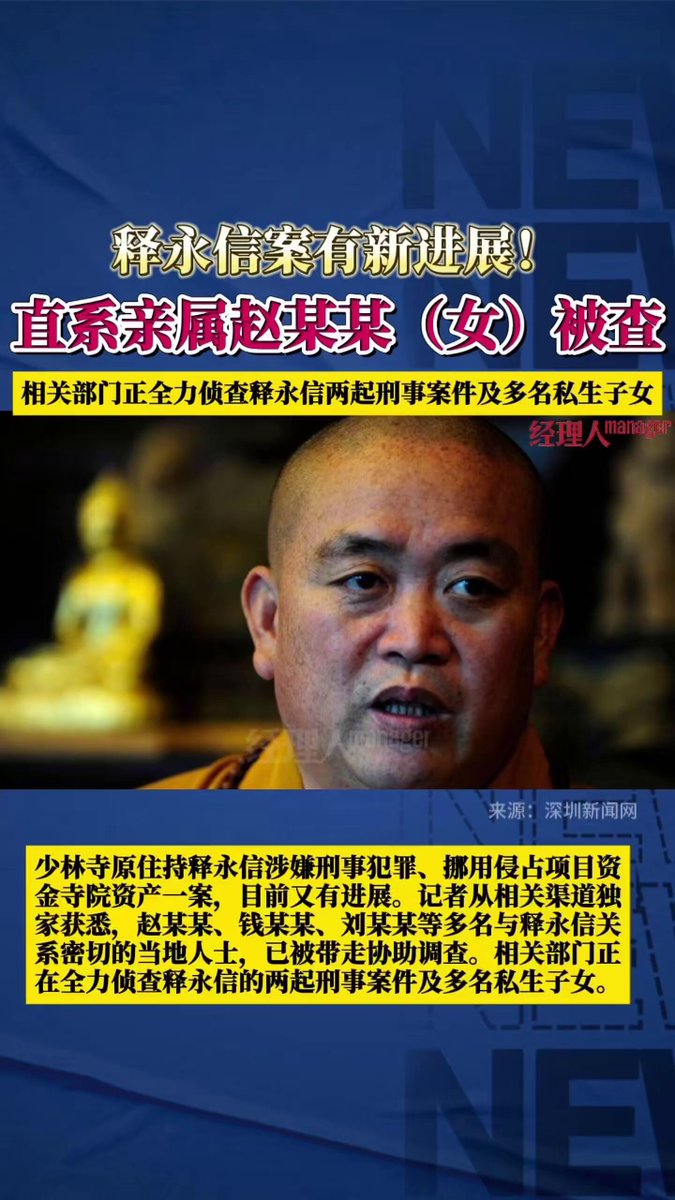 NEW
NEW
释永信案有新进展！
直系亲属赵某某（女）被查
相关部门正全力侦查释永信两起刑事案件及多名私生子女
经理人manager
经理人manager
来源：深圳新闻网
少林寺原住持释永信涉嫌刑事犯罪、挪用侵占项目资
金寺院资产一案，目前又有进展。记者从相关渠道独
家获悉，赵某某、钱某某、刘某某等多名与释永信关
系密切的当地人士，已被带走协助调查。相关部门正
在全力侦查释永信的两起刑事案件及多名私生子女。
NEW